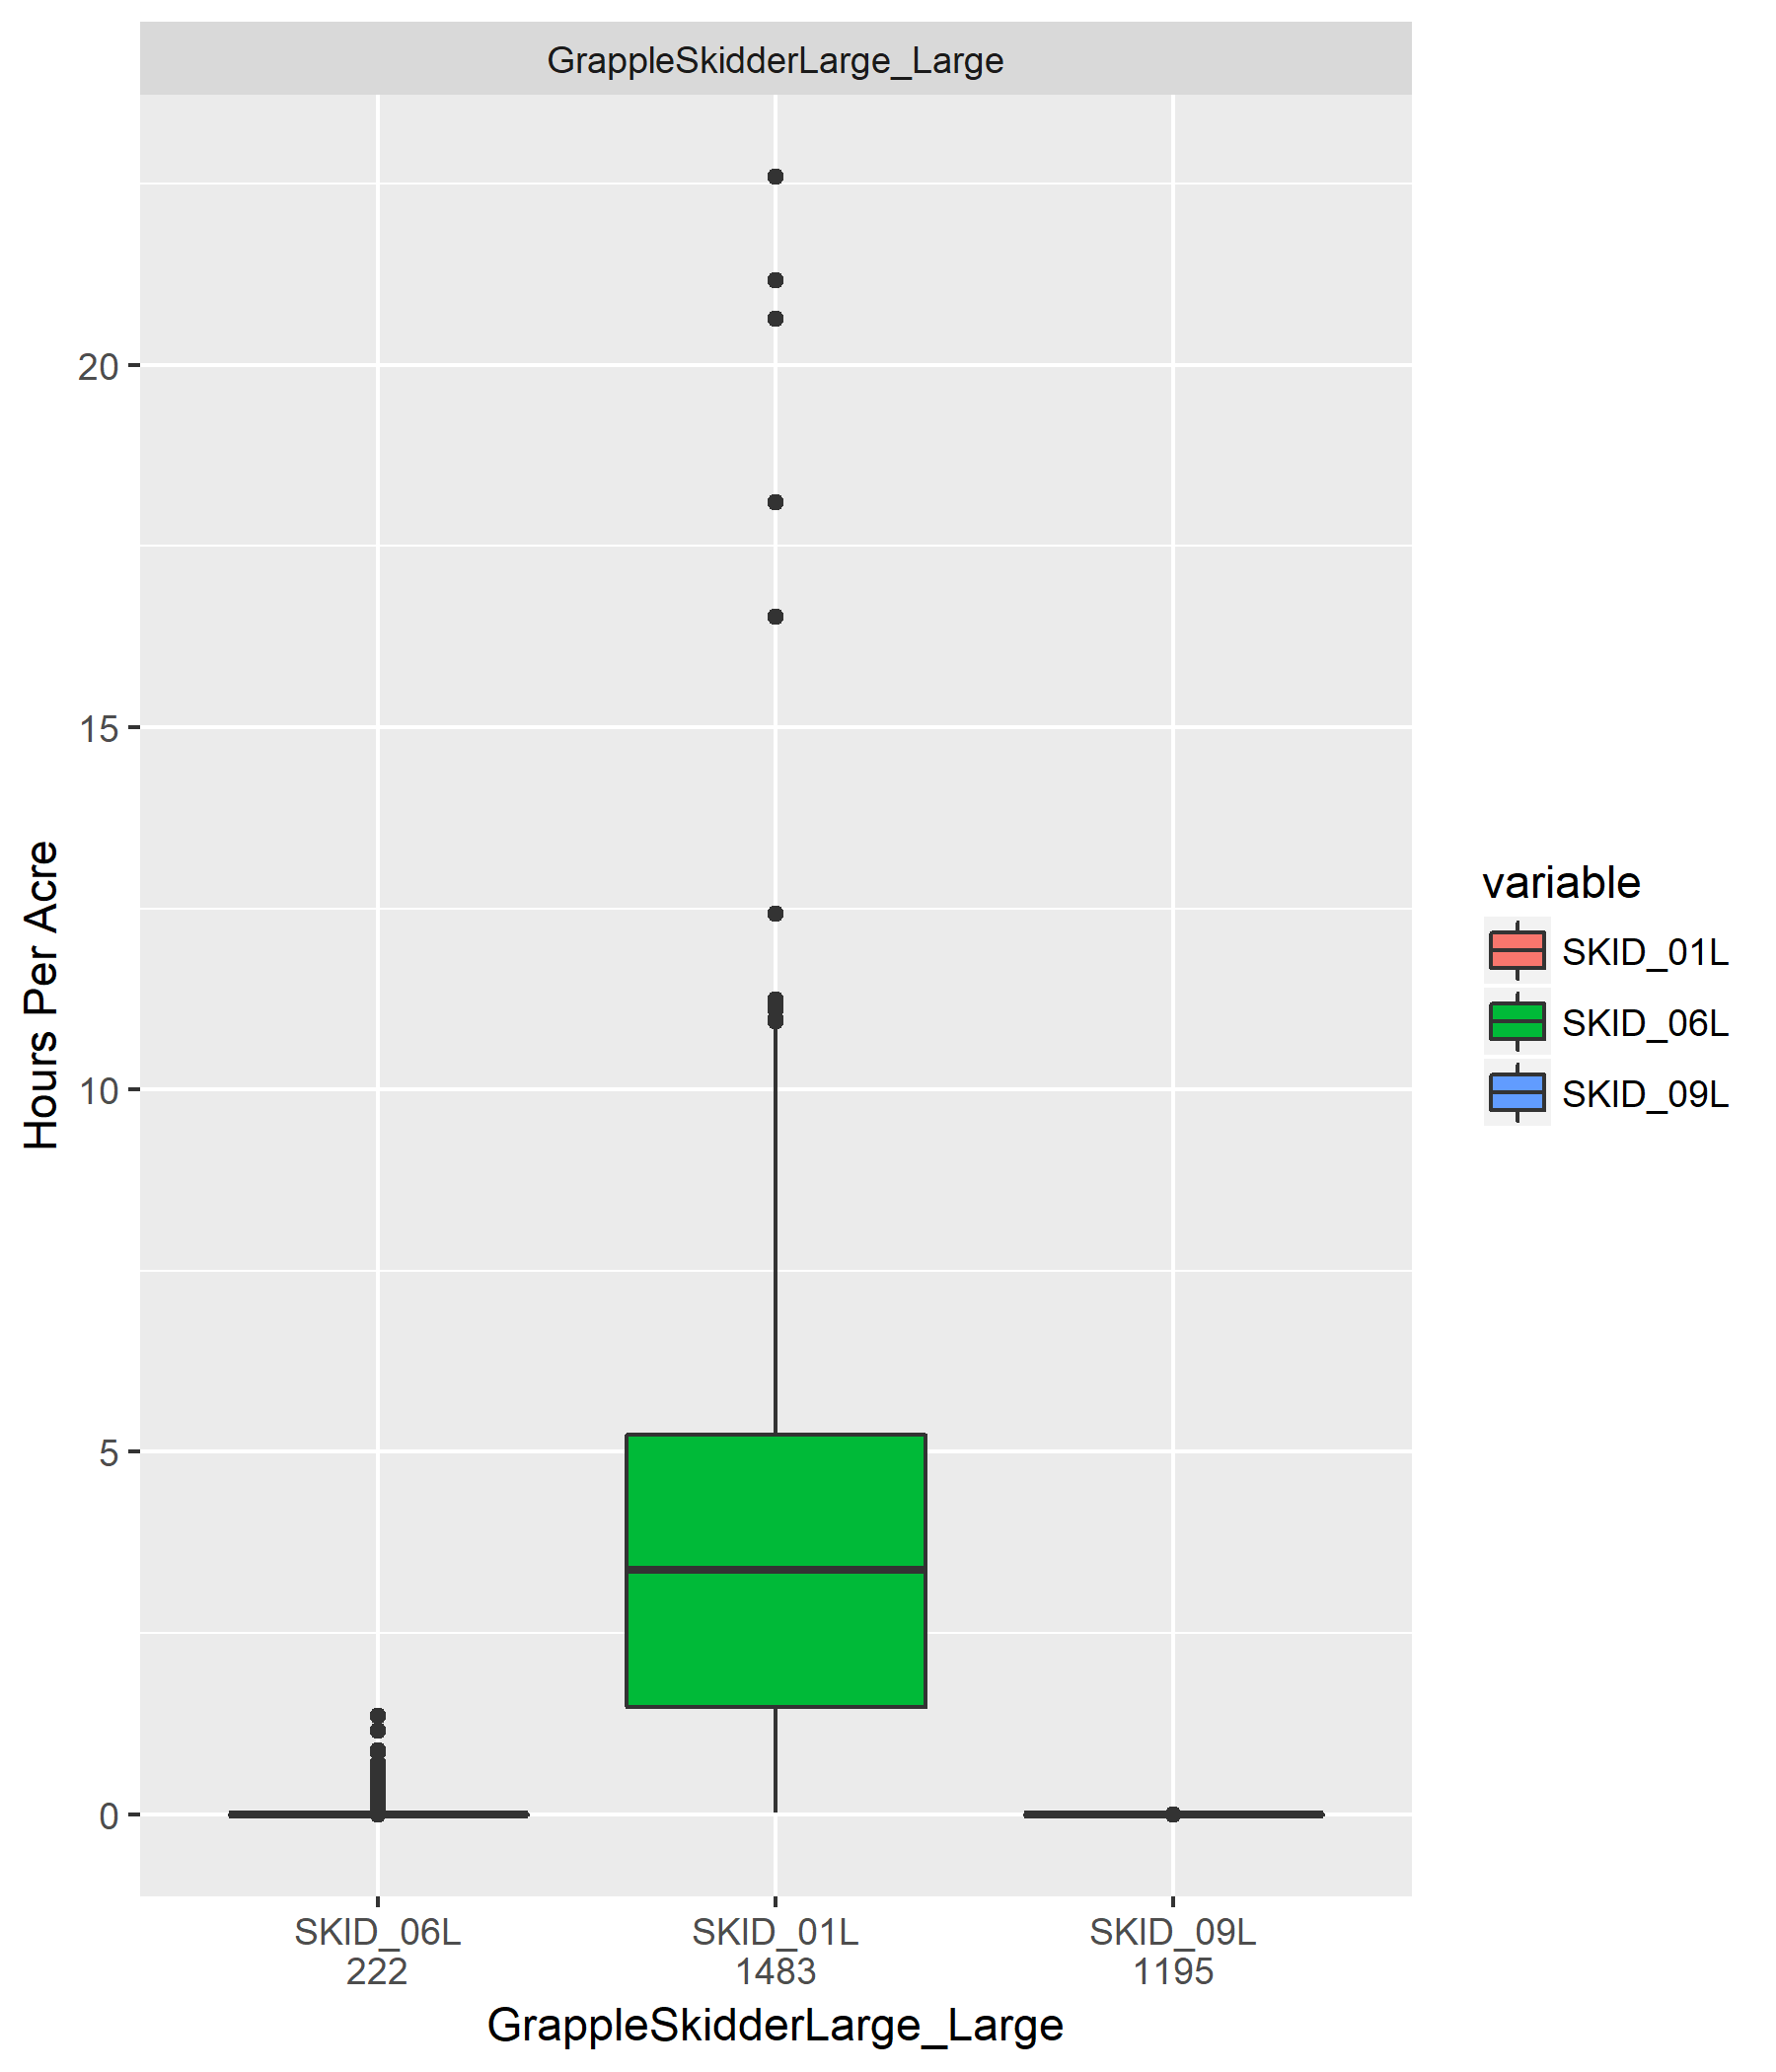 GrappleSkidderLarge_Large
20
15
10
5
0
Hours Per Acre
SKID_06L
222
SKID_01L
1483
SKID_09L
1195
GrappleSkidderLarge_Large
variable
SKID_01L
SKID_06L
SKID_09L